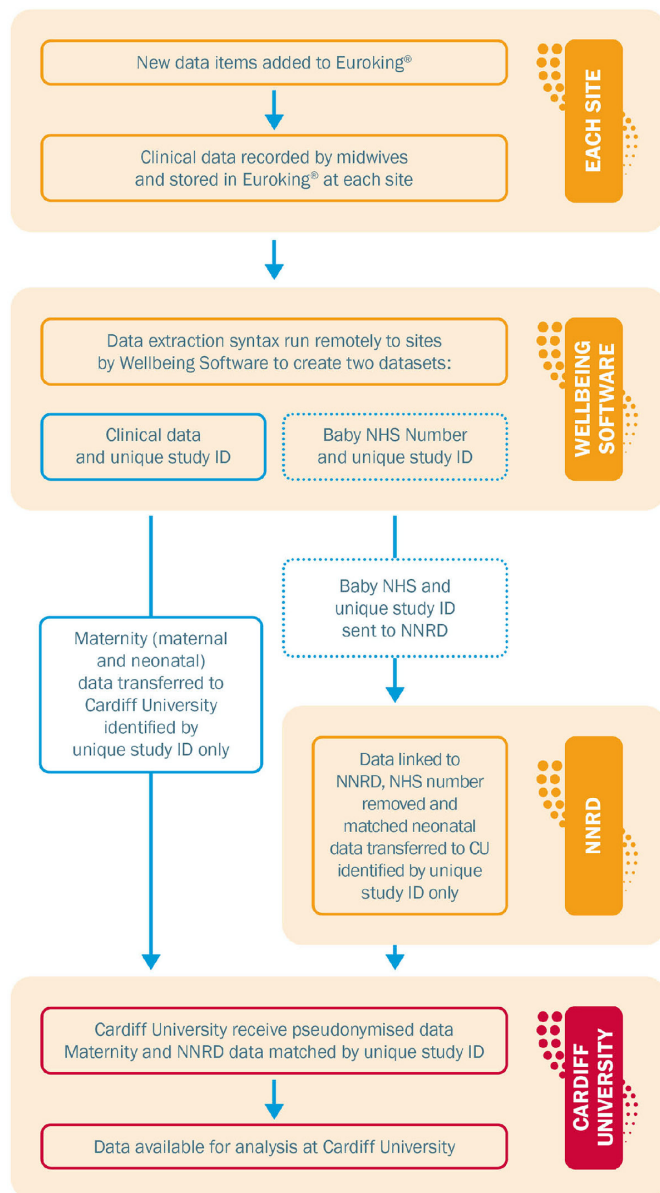 New data items added to Euroking®
EACH SITE
Clinical data recorded by midwives
and stored in Euroking® at each site
Data extraction syntax run remotely to sites
by Wellbeing Software to create two datasets:
WELLBEING
SOFTWARE
Clinical data
and unique study ID
Baby NHS Number
and unique study ID
Baby NHS and
unique study ID
sent to NNRD
Maternity (maternal
and neonatal)
data transferred to
Cardiff University
identified by
unique study ID only
Data linked to
NNRD, NHS number
removed and
matched neonatal
data transferred to CU
identified by unique
study ID only
NNRD
Cardiff University receive pseudonymised data
Maternity and NNRD data matched by unique study ID
CARDIFF
UNIVERSITY
Data available for analysis at Cardiff University